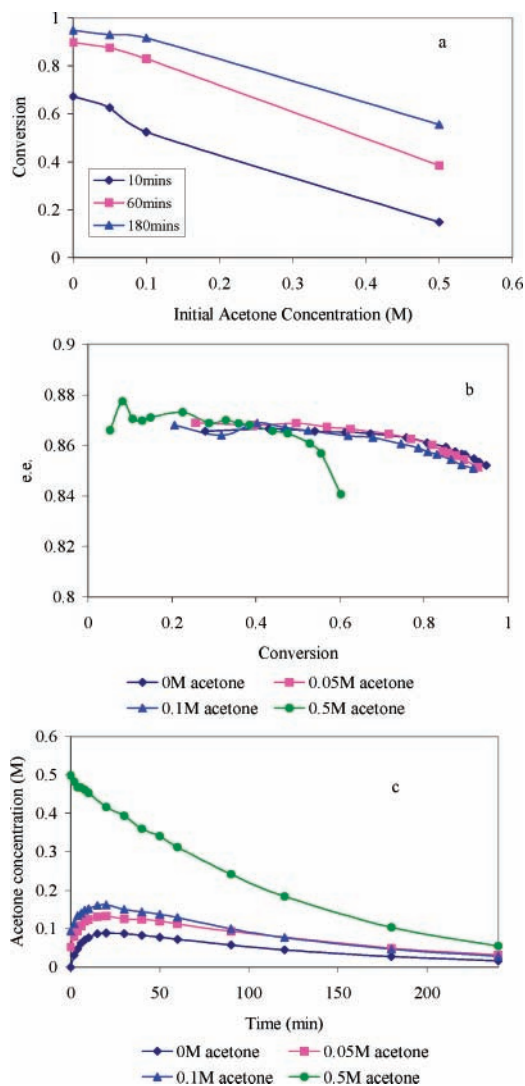 1
0.8
0.6
0.4
0.2
0
Conversion
a
10mins
60mins
180mins
0
0.1
0.2
0.3
0.4
0.5
0.6
Initial Acetone Concentration (M)
0.9
0.88
0.86
0.84
0.82
0.8
e.e.
b
0
0.2
0.4
0.6
0.8
1
Conversion
0M acetone
0.05M acetone
0.1M acetone
0.5M acetone
0.6
0.5
0.4
0.3
0.2
0.1
0
Acetone concentration (M)
c
0
50
100
150
200
Time (min)
0M acetone
0.05M acetone
0.1M acetone
0.5M acetone